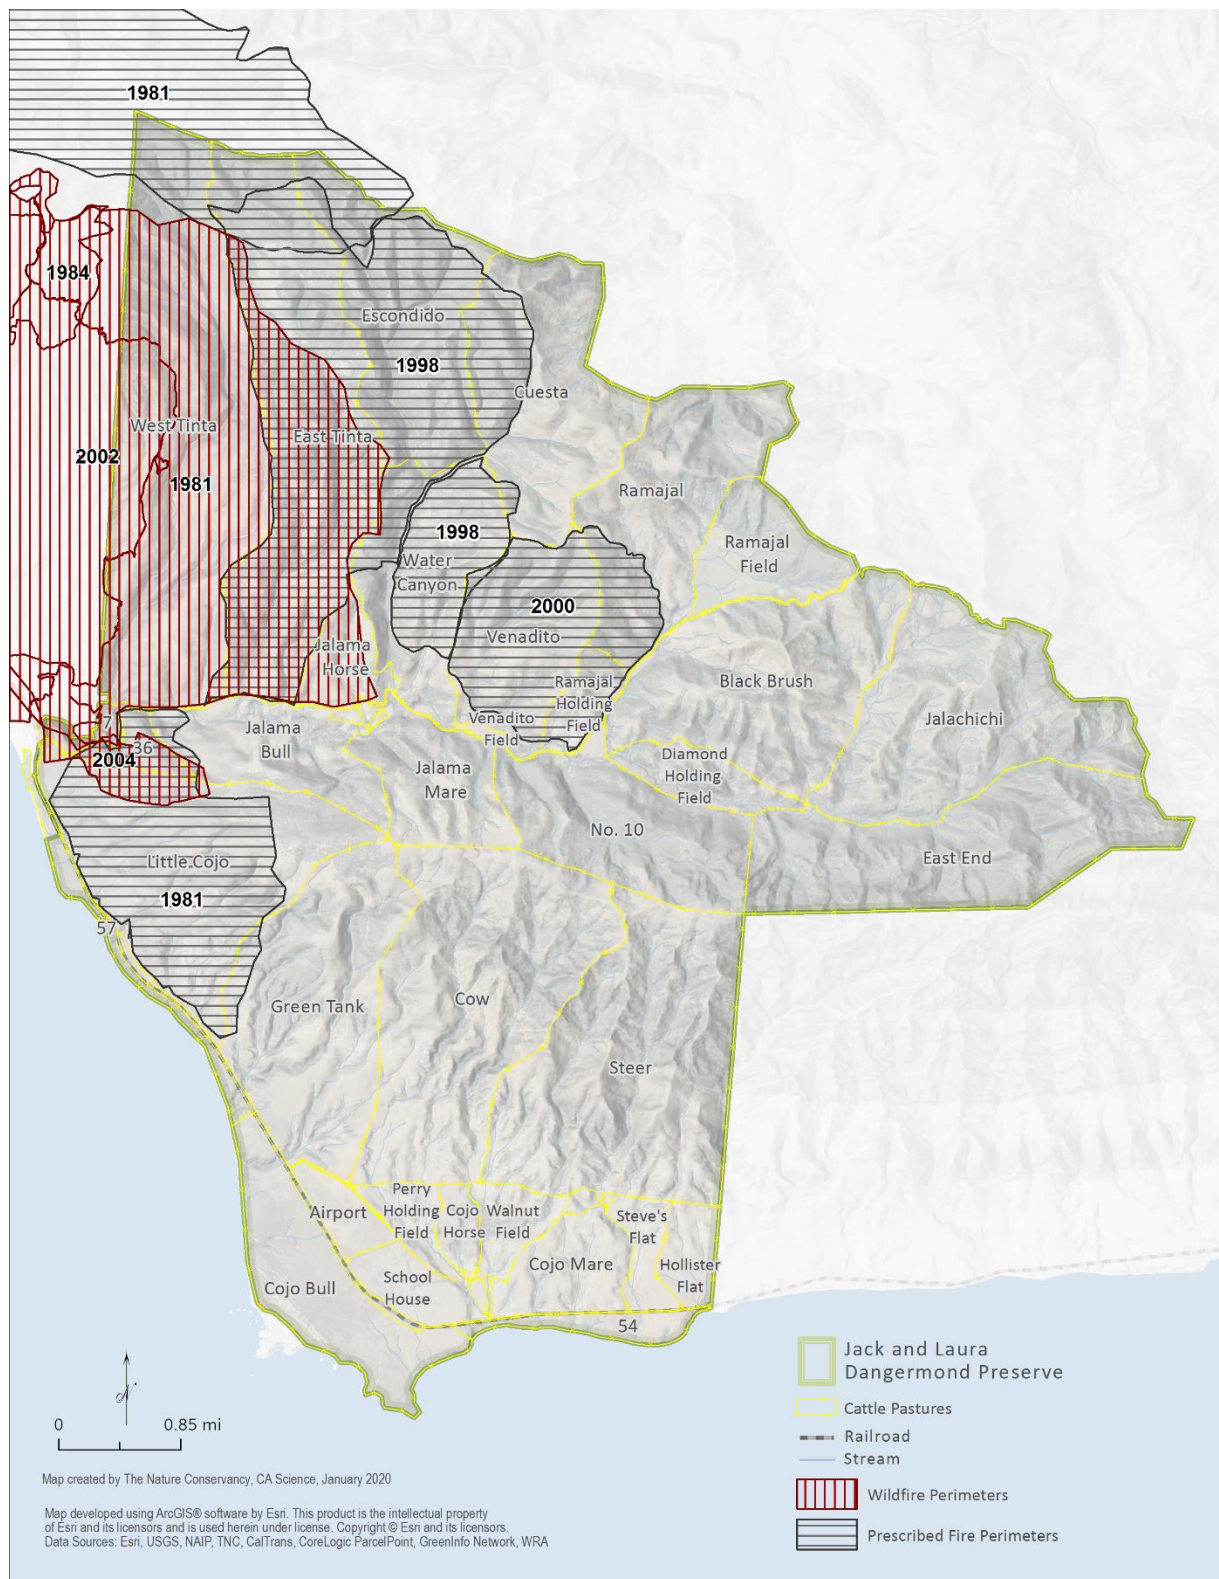 1981
1984
Escondido
1998
Cuesta
West Tinta
East Tinta
2002
1981
Ramajal
1998
Ramajal
Field
Water
Canyon
2000
Venadito
Jalama
Horse
Ramajal
Holding
Field
Black Brush
Jalachichi
7
Jalama
Bull
Venadito
Field
36
2004
Jalama
Mare
Diamond
Holding
Field
No. 10
East End
Little Cojo
1981
57
Green Tank
Cow
Steer
Perry
Holding
Field
Airport
Cojo
Horse
Walnut
Field
Steve's
Flat
Cojo Mare
Hollister
Flat
School
House
Cojo Bull
54
Jack and Laura
Dangermond Preserve
Cattle Pastures
Railroad
Stream
Wildfire Perimeters
Prescribed Fire Perimeters
N
0 0.85 mi
Map created by The Nature Conservancy, CA Science, January 2020
Map developed using ArcGIS® software by Esri. This product is the intellectual property
of Esri and its licensors and is used herein under license. Copyright © Esri and its licensors.
Data Sources: Esri, USGS, NAIP, TNC, CalTrans, CoreLogic ParcelPoint, GreenInfo Network, WRA